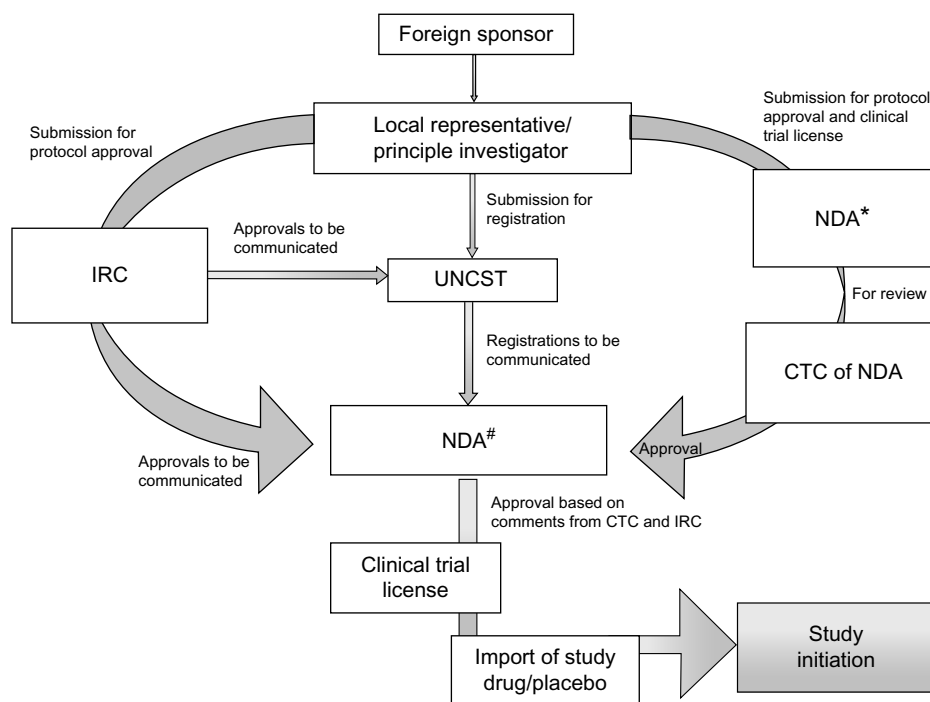 Foreign sponsor
Local representative/
principle investigator
Submission for
protocol approval
Submission for protocol
approval and clinical
trial license
Submission for
registration
NDA*
Approvals to be
communicated
IRC
UNCST
For review
Registrations to be
communicated
CTC of NDA
NDA#
Approval
Approvals to be
communicated
Approval based on
comments from CTC and IRC
Clinical trial
license
Import of study
drug/placebo
Study
initiation